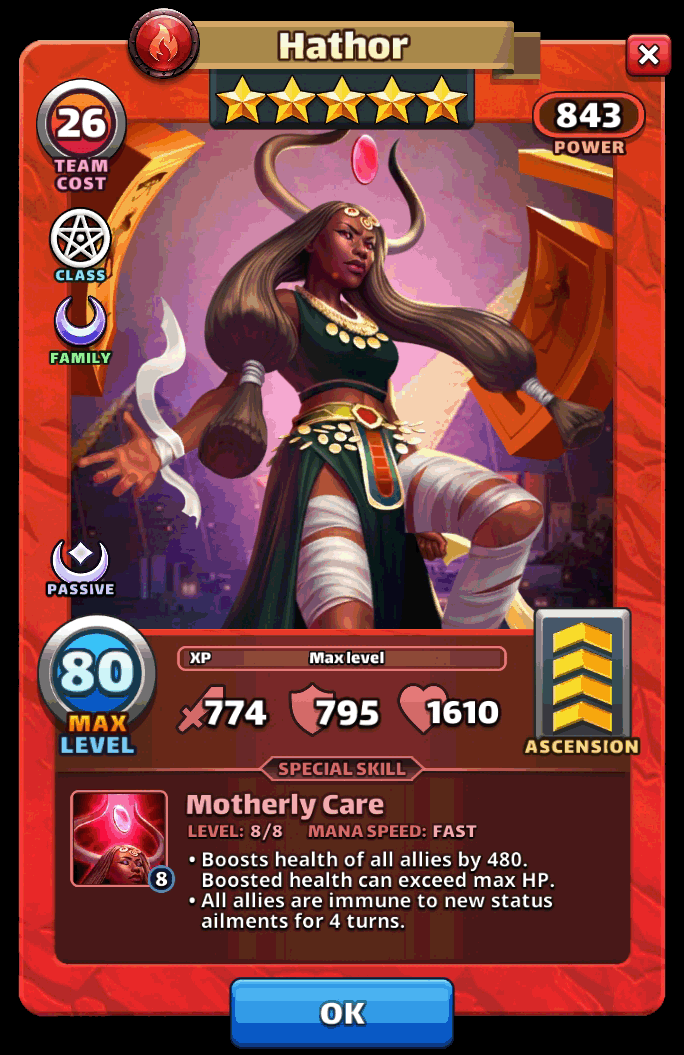 Hathor
26
TEAM
COST
843
POWER
CLASS
FAMILY
PASSIVE
80
MAX
LEVEL
XP Max level
774 795 1610
ASCENSION
SPECIAL SKILL
Motherly Care
LEVEL: 8/8 MANA SPEED: FAST
8
• Boosts health of all allies by 480.
Boosted health can exceed max HP.
• All allies are immune to new status
ailments for 4 turns.
OK